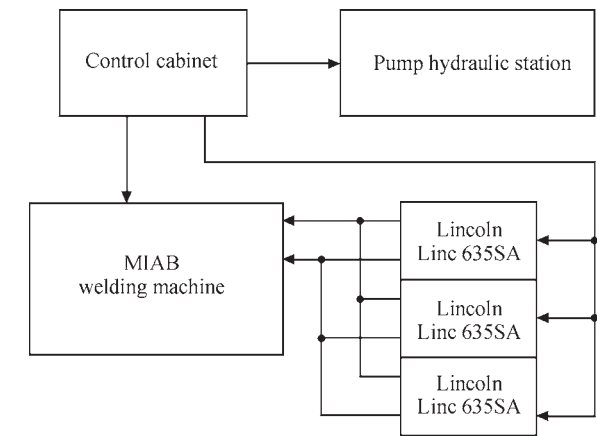 Control cabinet
Pump hydraulic station
MIAB
welding machine
Lincoln
Linc 635SA
Lincoln
Linc 635SA
Lincoln
Linc 635SA